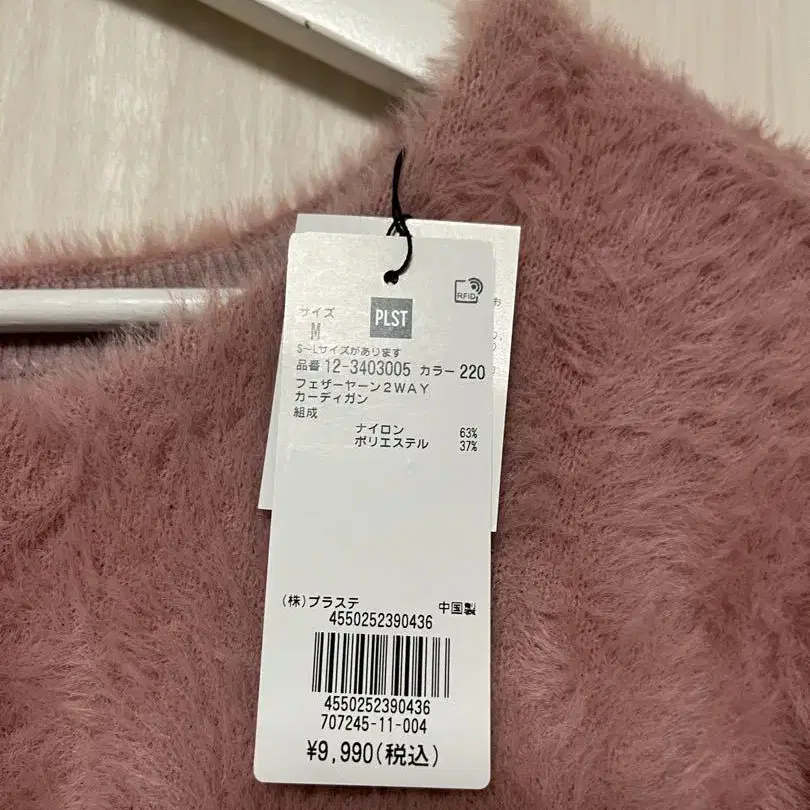 サイズ
M
PLST
RFID
S–Lサイズがあります
品番 12-3403005 カラー 220
フェザーヤーン2WAY
カーディガン
組成
ナイロン 63%
ポリエステル 37%
(株)プラステ 中国製
4550252390436
4550252390436
707245-11-004
¥9,990(税込)